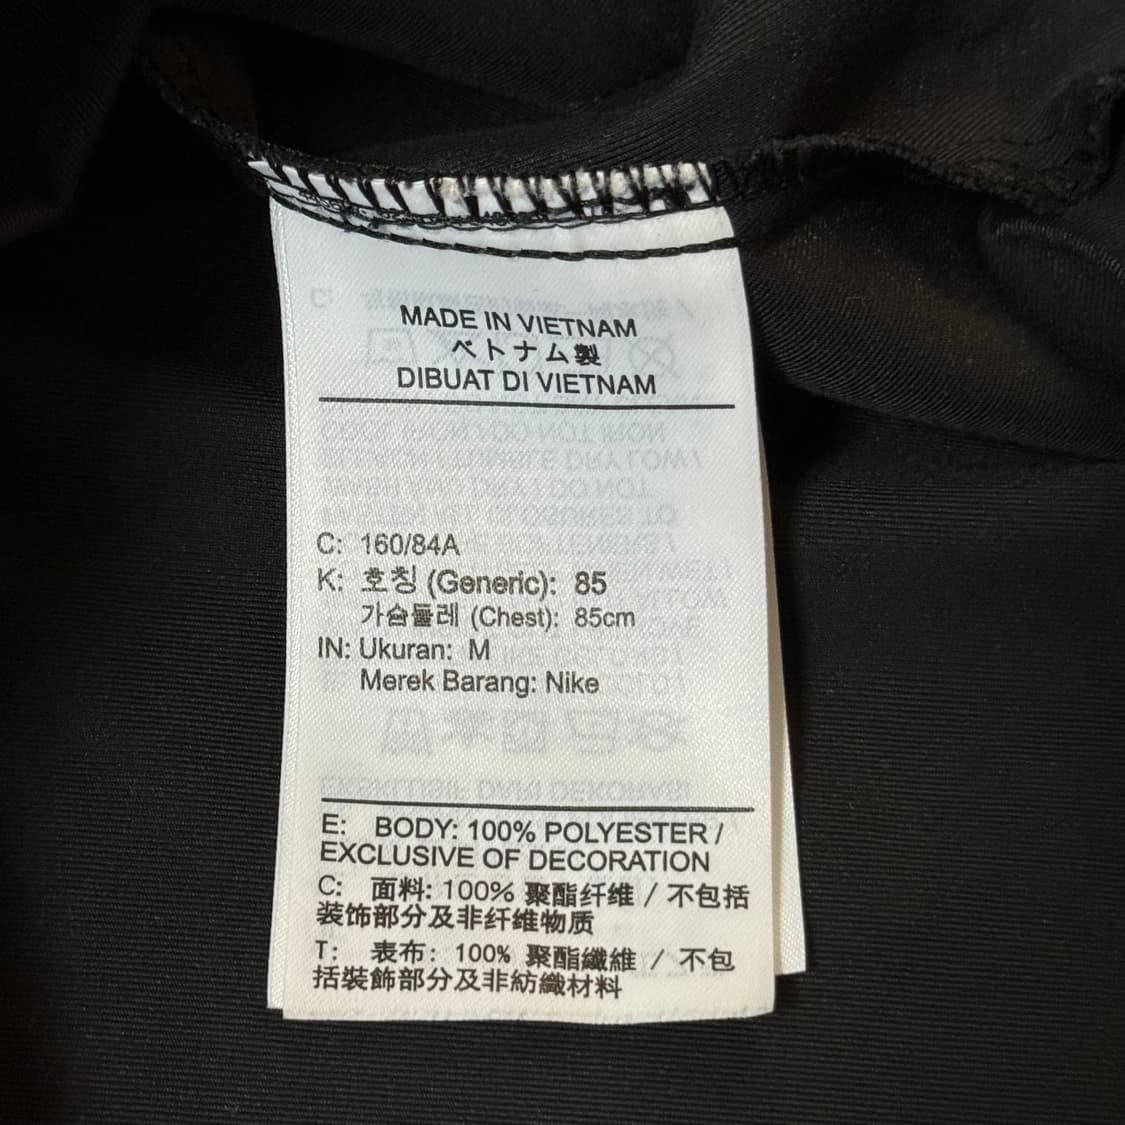 MADE IN VIETNAM
ベトナム製
DIBUAT DI VIETNAM
C: 160/84A
K: 호칭 (Generic): 85
가슴둘레 (Chest): 85cm
IN: Ukuran: M
Merek Barang: Nike
E: BODY: 100% POLYESTER /
EXCLUSIVE OF DECORATION
C: 面料: 100% 聚酯纤维 / 不包括
装饰部分及非纤维物质
T: 表布: 100% 聚酯纖維 / 不包
括裝飾部分及非紡織材料